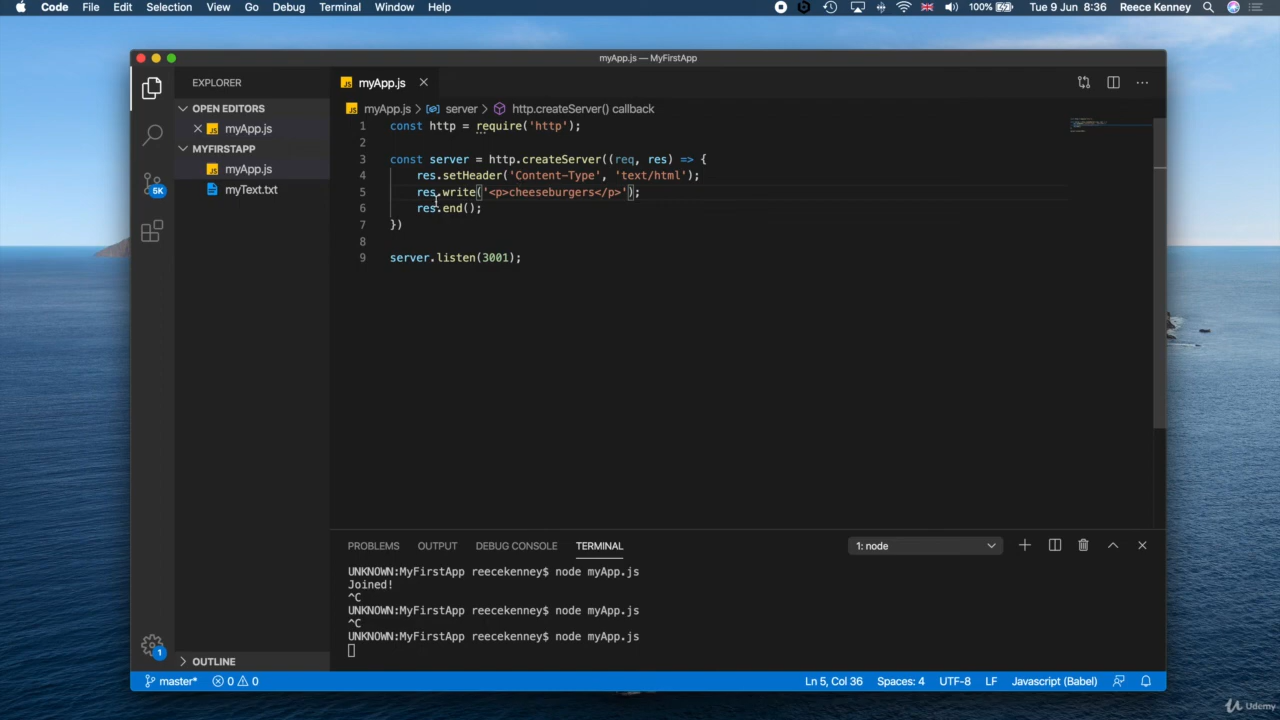 Code File Edit Selection View Go Debug Terminal Window Help 100% Tue 9 Jun 8:36 Reece Kenney
myApp.js — MyFirstApp
EXPLORER
OPEN EDITORS
myApp.js
MYFIRSTAPP
myApp.js
myText.txt
5K
1
OUTLINE
myApp.js
myApp.js > server > http.createServer() callback
1 const http = require('http');
2
3 const server = http.createServer((req, res) => {
4 res.setHeader('Content-Type', 'text/html');
5 res.write('<p>cheeseburgers</p>');
6 res.end();
7 })
8
9 server.listen(3001);
PROBLEMS OUTPUT DEBUG CONSOLE TERMINAL 1: node
UNKNOWN:MyFirstApp reecekenney$ node myApp.js
Joined!
^C
UNKNOWN:MyFirstApp reecekenney$ node myApp.js
^C
UNKNOWN:MyFirstApp reecekenney$ node myApp.js
master* 0 0 Ln 5, Col 36 Spaces: 4 UTF-8 LF Javascript (Babel)
Udemy